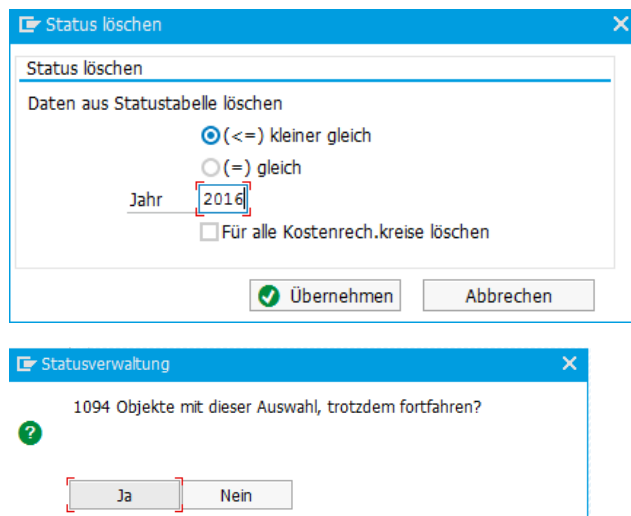 Status löschen
Status löschen
Daten aus Statustabelle löschen
(<=) kleiner gleich
(=) gleich
Jahr 2016
Für alle Kostenrech.kreise löschen
Übernehmen Abbrechen
Statusverwaltung
1094 Objekte mit dieser Auswahl, trotzdem fortfahren?
Ja Nein